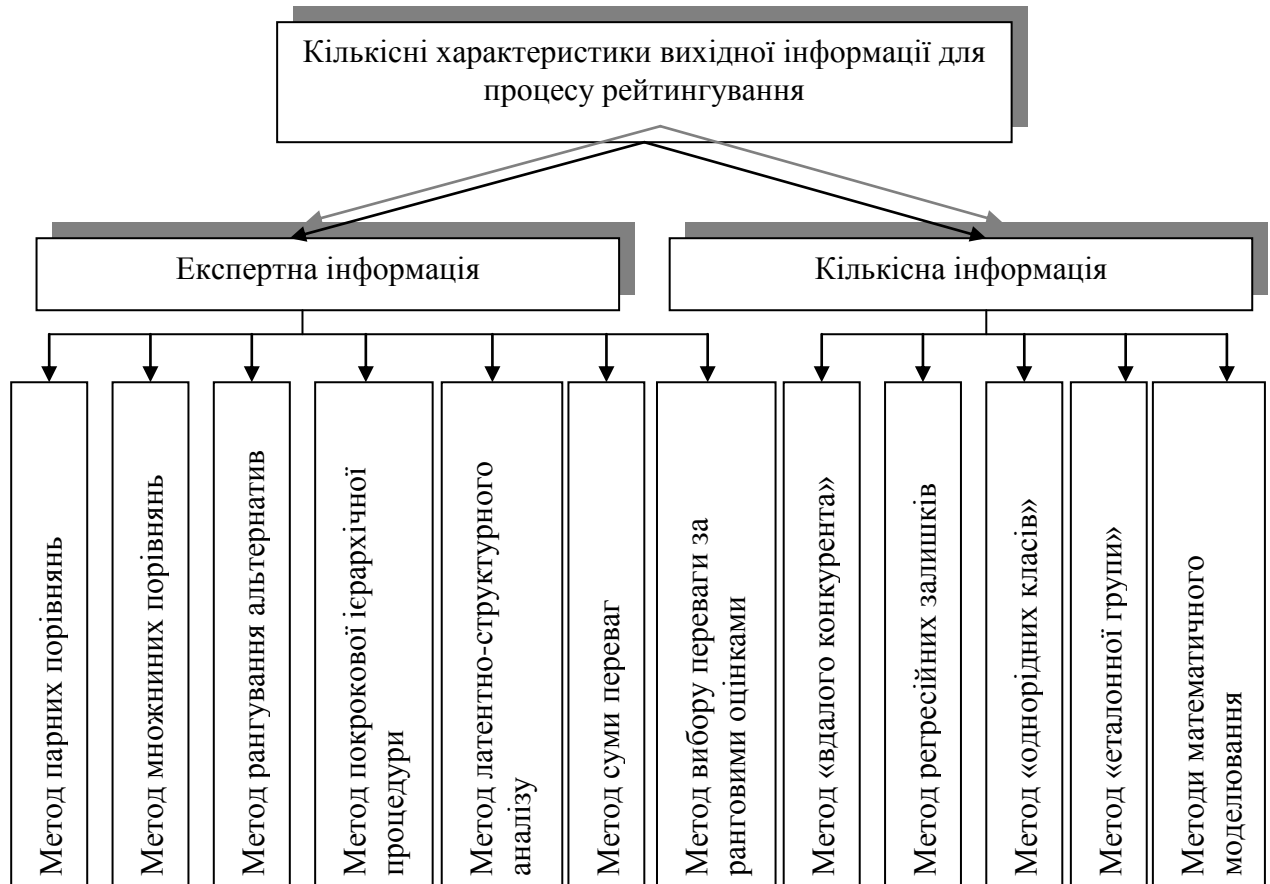 Кількісні характеристики вихідної інформації для
процесу рейтингування
Експертна інформація
Кількісна інформація
Метод парних порівнянь
Метод множниних порівнянь
Метод рангування альтернатив
Метод покрокової ієрархічної
процедури
Метод латентно-структурного
аналізу
Метод суми переваг
Метод вибору переваги за
ранговими оцінками
Метод «вдалого конкурента»
Метод регресійних залишків
Метод «однорідних класів»
Метод «еталонної групи»
Методи математичного
моделювання